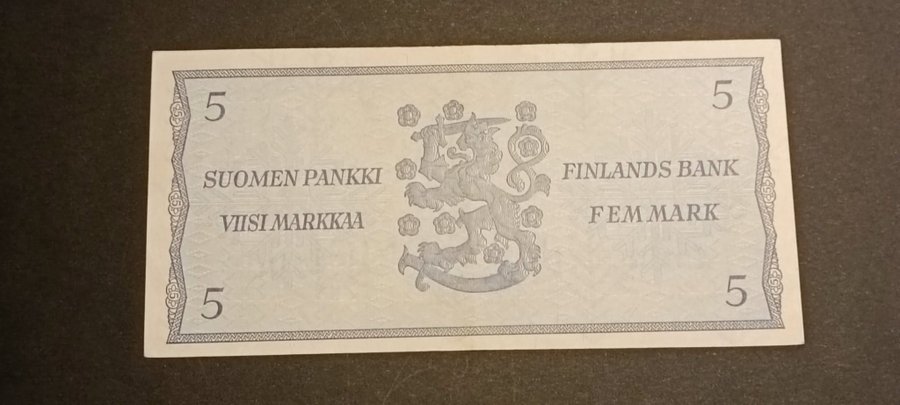 5
5
SUOMEN PANKKI
FINLANDS BANK
VIISI MARKKAA
FEM MARK
5
5